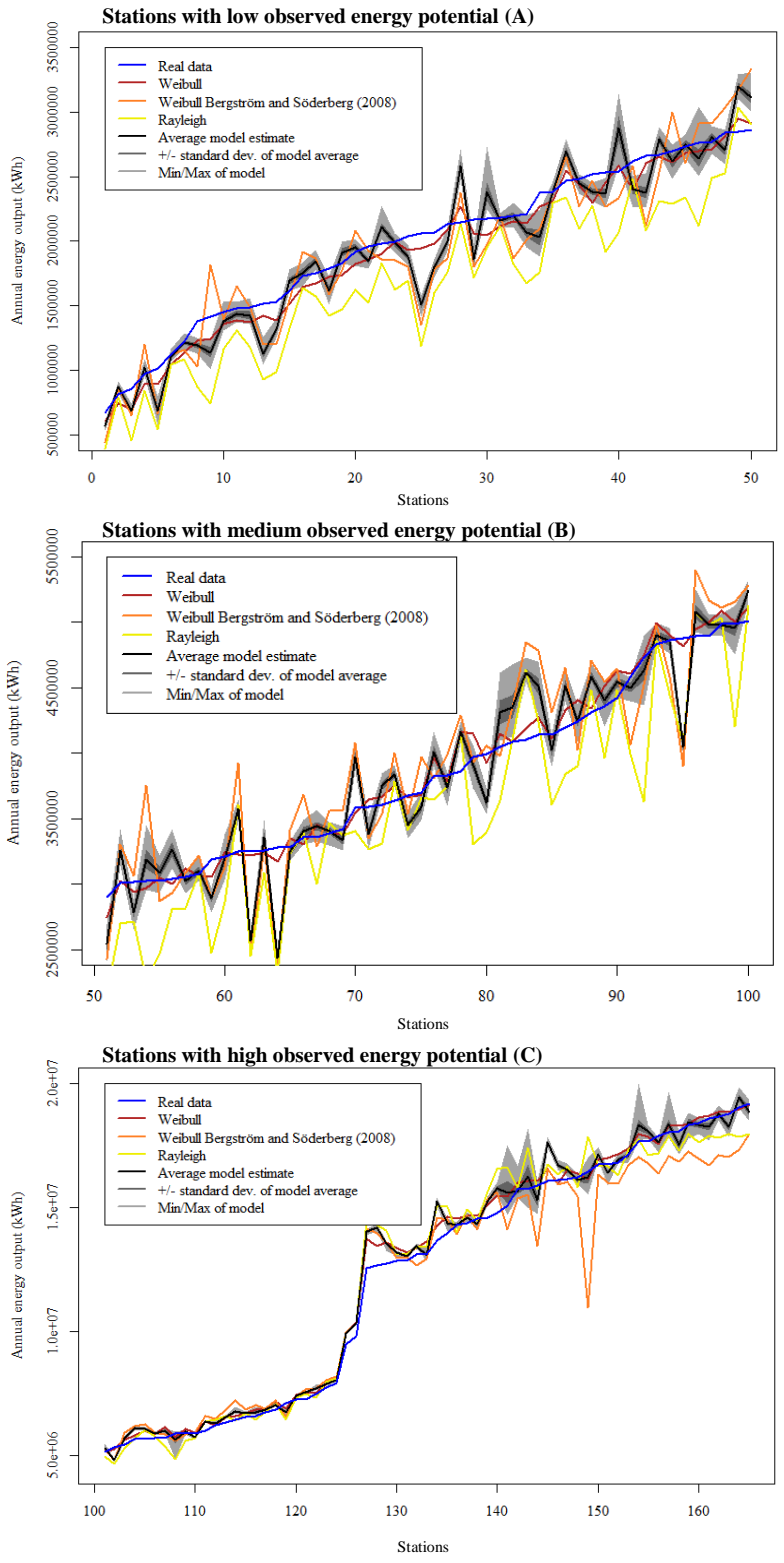 Stations with low observed energy potential (A)
Annual energy output (kWh)
3500000
3000000
2500000
2000000
1500000
1000000
500000
Real data
Weibull
Weibull Bergström and Söderberg (2008)
Rayleigh
Average model estimate
+/- standard dev. of model average
Min/Max of model
0 10 20 30 40 50
Stations
Stations with medium observed energy potential (B)
Annual energy output (kWh)
5500000
4500000
3500000
2500000
Real data
Weibull
Weibull Bergström and Söderberg (2008)
Rayleigh
Average model estimate
+/- standard dev. of model average
Min/Max of model
50 60 70 80 90 100
Stations
Stations with high observed energy potential (C)
Annual energy output (kWh)
2.0e+07
1.5e+07
1.0e+07
5.0e+06
Real data
Weibull
Weibull Bergström and Söderberg (2008)
Rayleigh
Average model estimate
+/- standard dev. of model average
Min/Max of model
100 110 120 130 140 150 160
Stations